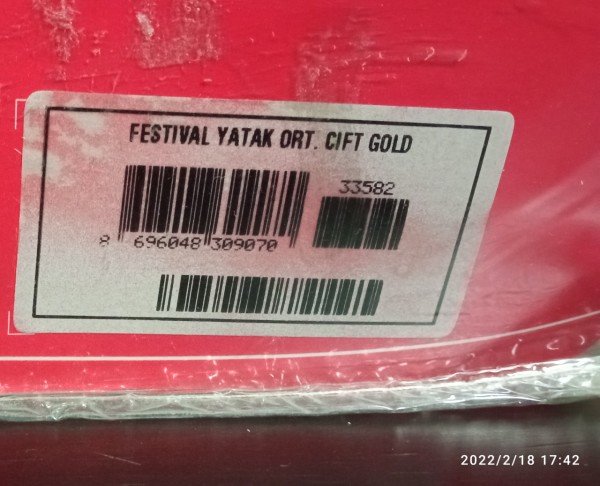 FESTIVAL YATAK ORT. CIFT GOLD
33582
8 696048 309070
2022/2/18 17:42